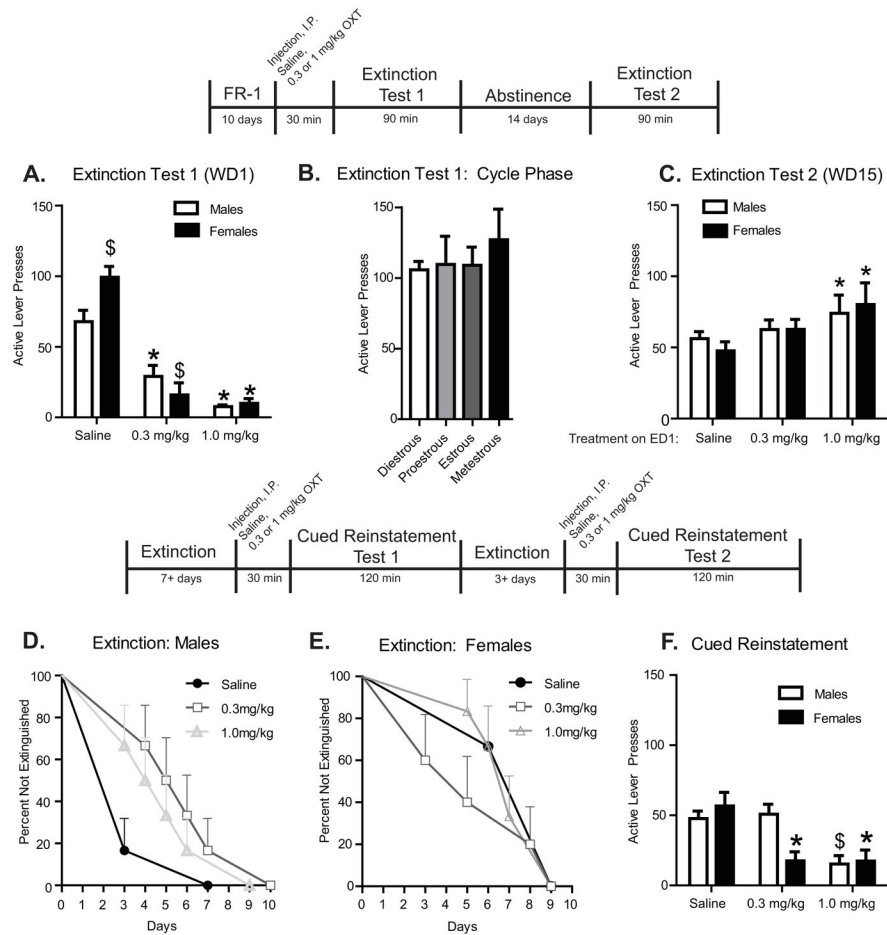 Injection, I.P.
Saline,
0.3 or 1 mg/kg OXT
FR-1
Extinction
Test 1
Abstinence
Extinction
Test 2
10 days
30 min
90 min
14 days
90 min
A. Extinction Test 1 (WD1)
Active Lever Presses
150
100
50
0
Males
Females
$
*
$
*
*
Saline
0.3 mg/kg
1.0 mg/kg
B. Extinction Test 1: Cycle Phase
Active Lever Presses
150
100
50
0
Diestrous
Proestrous
Estrous
Metestrous
C. Extinction Test 2 (WD15)
Active Lever Presses
150
100
50
0
Males
Females
*
*
Treatment on ED1:
Saline
0.3 mg/kg
1.0 mg/kg
Injection, I.P.
Saline,
0.3 or 1 mg/kg OXT
Injection, I.P.
Saline,
0.3 or 1 mg/kg OXT
Extinction
Cued Reinstatement
Test 1
Extinction
Cued Reinstatement
Test 2
7+ days
30 min
120 min
3+ days
30 min
120 min
D. Extinction: Males
Percent Not Extinguished
100
80
60
40
20
0
Saline
0.3mg/kg
1.0mg/kg
0 1 2 3 4 5 6 7 8 9 10
Days
E. Extinction: Females
Percent Not Extinguished
100
80
60
40
20
0
Saline
0.3mg/kg
1.0mg/kg
0 1 2 3 4 5 6 7 8 9 10
Days
F. Cued Reinstatement
Active Lever Presses
150
100
50
0
Males
Females
*
$
*
Saline
0.3 mg/kg
1.0 mg/kg